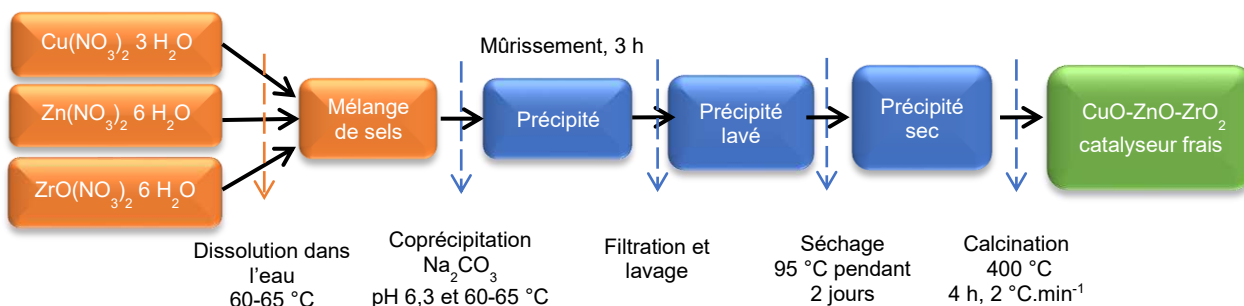 Cu(NO₃)₂ 3 H₂O
Zn(NO₃)₂ 6 H₂O
ZrO(NO₃)₂ 6 H₂O
Dissolution dans
l'eau
60-65 °C
Mélange
de sels
Coprécipitation
Na₂CO₃
pH 6,3 et 60-65 °C
Précipité
Mûrissement, 3 h
Filtration et
lavage
Précipité
lavé
Séchage
95 °C pendant
2 jours
Précipité
sec
Calcination
400 °C
4 h, 2 °C.min⁻¹
CuO-ZnO-ZrO₂
catalyseur frais